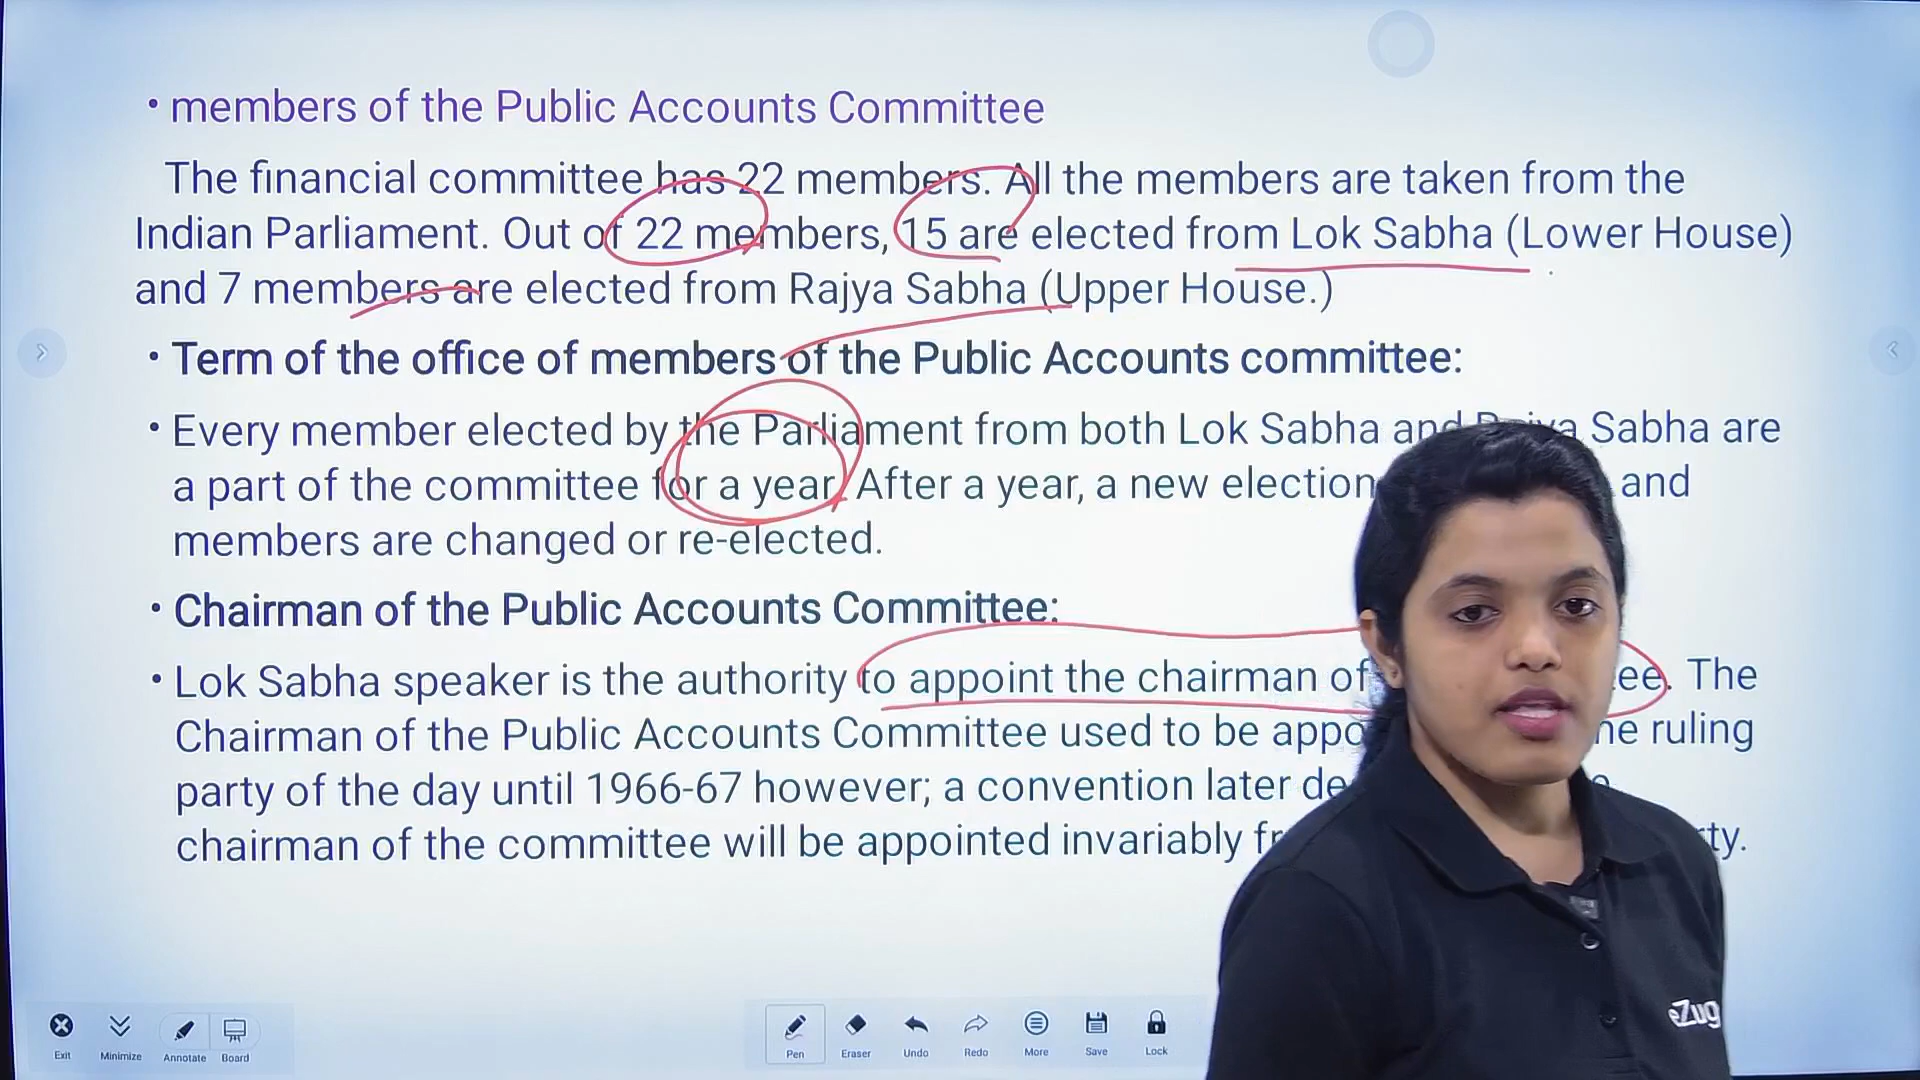 • members of the Public Accounts Committee
The financial committee has 22 members. All the members are taken from the
Indian Parliament. Out of 22 members, 15 are elected from Lok Sabha (Lower House)
and 7 members are elected from Rajya Sabha (Upper House.)
• Term of the office of members of the Public Accounts committee:
• Every member elected by the Parliament from both Lok Sabha and Rajya Sabha are
a part of the committee for a year. After a year, a new election and
members are changed or re-elected.
• Chairman of the Public Accounts Committee:
• Lok Sabha speaker is the authority to appoint the chairman of The
Chairman of the Public Accounts Committee used to be ruling
party of the day until 1966-67 however; a convention later
chairman of the committee will be appointed invariably
eZug
Exit Minimize Annotate Board Pen Eraser Undo Redo More Save Lock